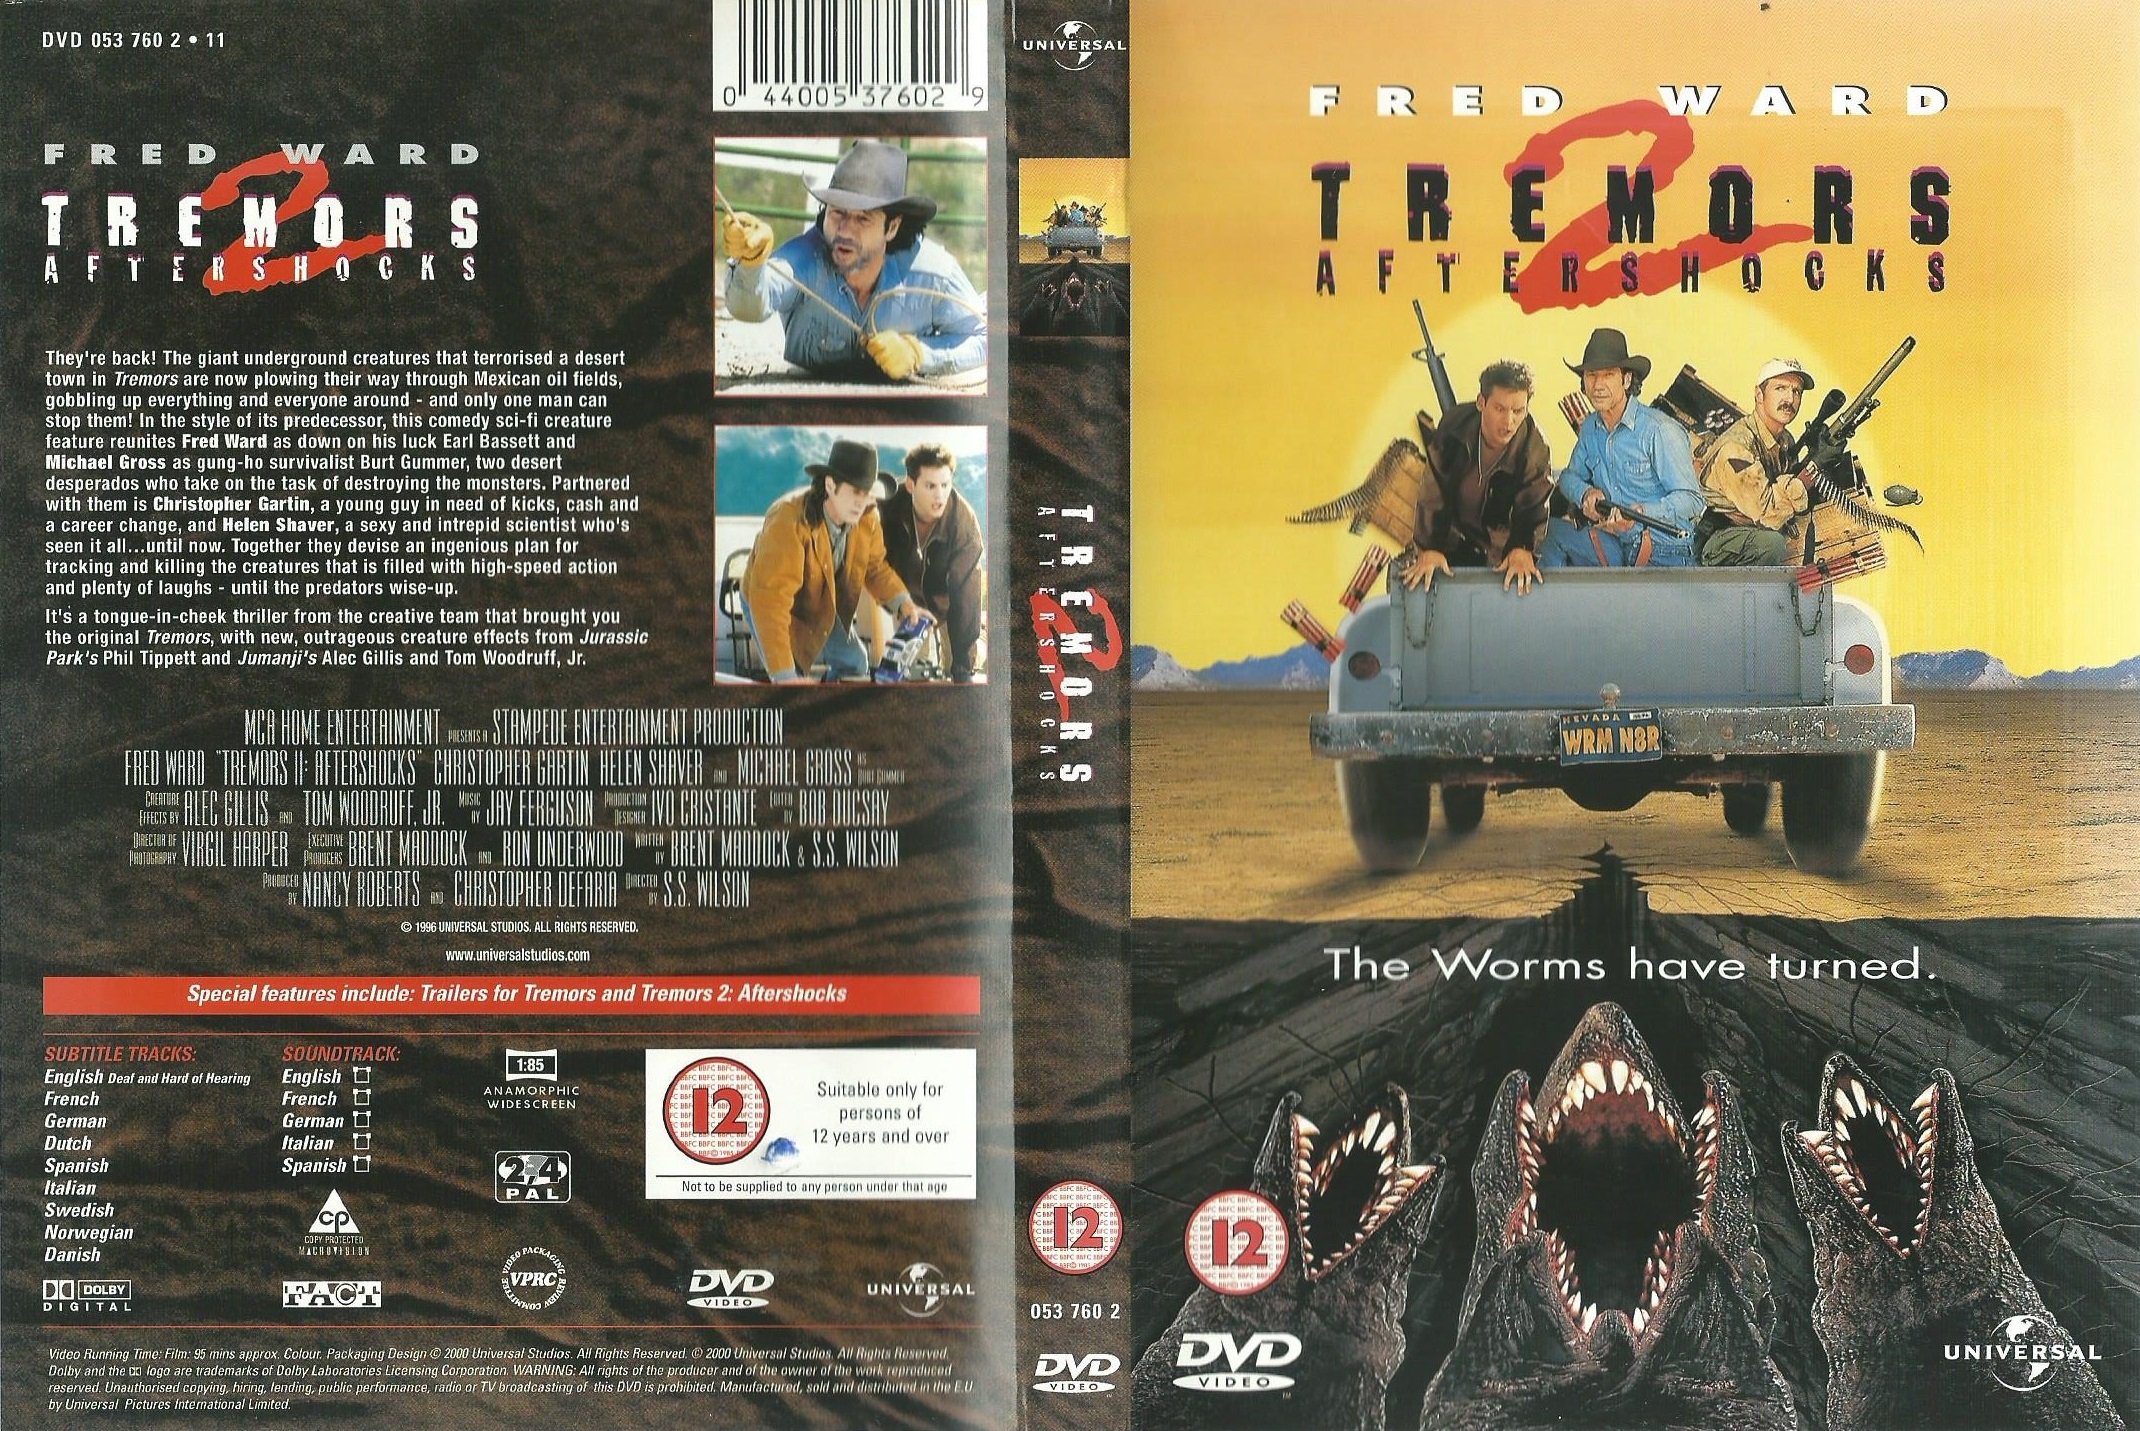 DVD 053 760 2 • 11
0 44005 37602 9
FRED WARD
TREMORS 2
AFTERSHOCKS
They're back! The giant underground creatures that terrorised a desert
town in Tremors are now plowing their way through Mexican oil fields,
gobbling up everything and everyone around - and only one man can
stop them! In the style of its predecessor, this comedy sci-fi creature
feature reunites Fred Ward as down on his luck Earl Bassett and
Michael Gross as gung-ho survivalist Burt Gummer, two desert
desperados who take on the task of destroying the monsters. Partnered
with them is Christopher Gartin, a young guy in need of kicks, cash and
a career change, and Helen Shaver, a sexy and intrepid scientist who's
seen it all...until now. Together they devise an ingenious plan for
tracking and killing the creatures that is filled with high-speed action
and plenty of laughs - until the predators wise-up.
It's a tongue-in-cheek thriller from the creative team that brought you
the original Tremors, with new, outrageous creature effects from Jurassic
Park's Phil Tippett and Jumanji's Alec Gillis and Tom Woodruff, Jr.
MCA HOME ENTERTAINMENT PRESENTS A STAMPEDE ENTERTAINMENT PRODUCTION
FRED WARD "TREMORS II: AFTERSHOCKS" CHRISTOPHER GARTIN HELEN SHAVER AND MICHAEL GROSS AS BURT GUMMER
CREATURE EFFECTS BY ALEC GILLIS AND TOM WOODRUFF, JR. MUSIC BY JAY FERGUSON PRODUCTION DESIGNER IVO CRISTANTE EDITED BY BOB DUCSAY
DIRECTOR OF PHOTOGRAPHY VIRGIL HARPER EXECUTIVE PRODUCERS BRENT MADDOCK AND RON UNDERWOOD WRITTEN BY BRENT MADDOCK & S.S. WILSON
PRODUCED BY NANCY ROBERTS AND CHRISTOPHER DEFARIA DIRECTED BY S.S. WILSON
© 1996 UNIVERSAL STUDIOS. ALL RIGHTS RESERVED.
www.universalstudios.com
Special features include: Trailers for Tremors and Tremors 2: Aftershocks
SUBTITLE TRACKS:
English Deaf and Hard of Hearing
French
German
Dutch
Spanish
Italian
Swedish
Norwegian
Danish
SOUNDTRACK:
English
French
German
Italian
Spanish
1:85
ANAMORPHIC
WIDESCREEN
2 4
PAL
12
Suitable only for
persons of
12 years and over
Not to be supplied to any person under that age
CP
COPY PROTECTED
MACROVISION
DOLBY
DIGITAL
FACT
VIDEO PACKAGING REVIEW COMMITTEE
VPRC
DVD
VIDEO
UNIVERSAL
Video Running Time: Film: 95 mins approx. Colour. Packaging Design © 2000 Universal Studios. All Rights Reserved. © 2000 Universal Studios. All Rights Reserved.
Dolby and the logo are trademarks of Dolby Laboratories Licensing Corporation. WARNING: All rights of the producer and of the owner of the work reproduced
reserved. Unauthorised copying, hiring, lending, public performance, radio or TV broadcasting of this DVD is prohibited. Manufactured, sold and distributed in the E.U
by Universal Pictures International Limited.
UNIVERSAL
TREMORS 2
AFTERSHOCKS
12
053 760 2
DVD
VIDEO
FRED WARD
TREMORS 2
AFTERSHOCKS
NEVADA
WRM N8R
The Worms have turned.
12
DVD
VIDEO
UNIVERSAL